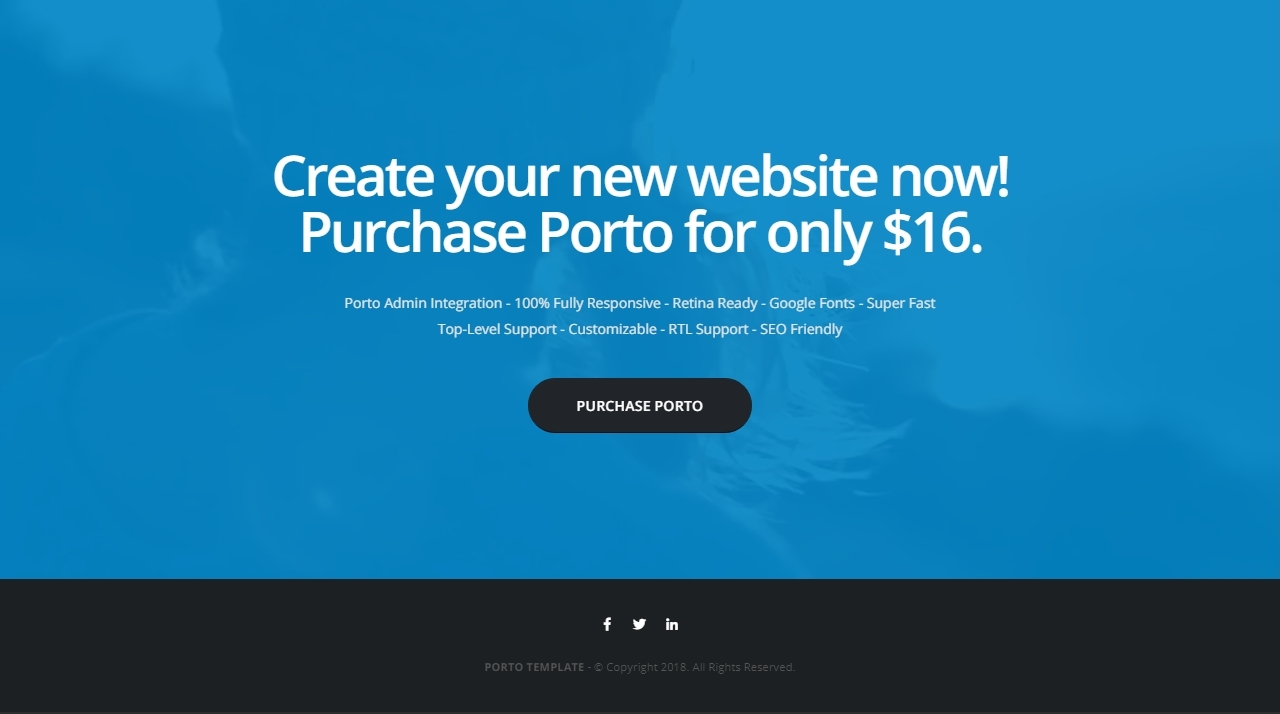 Create your new website now!
Purchase Porto for only $16.
Porto Admin Integration - 100% Fully Responsive - Retina Ready - Google Fonts - Super Fast
Top-Level Support - Customizable - RTL Support - SEO Friendly
PURCHASE PORTO
PORTO TEMPLATE - © Copyright 2018. All Rights Reserved.